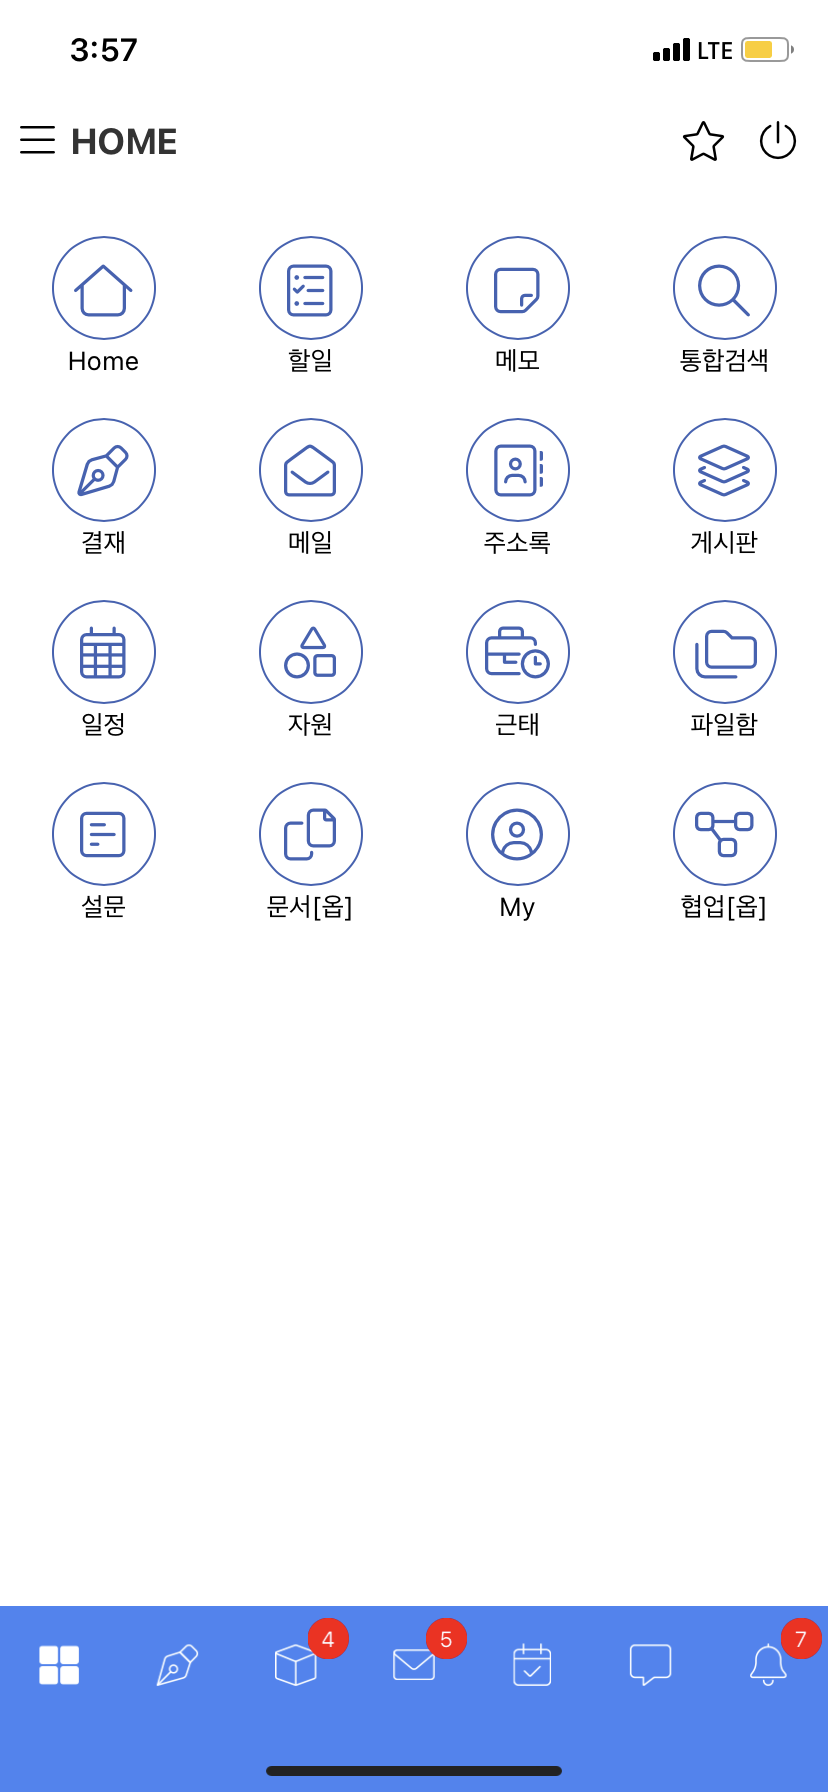 3:57
LTE
HOME
Home
할일
메모
통합검색
결재
메일
주소록
게시판
일정
자원
근태
파일함
설문
문서[옵]
My
협업[옵]
4
5
7